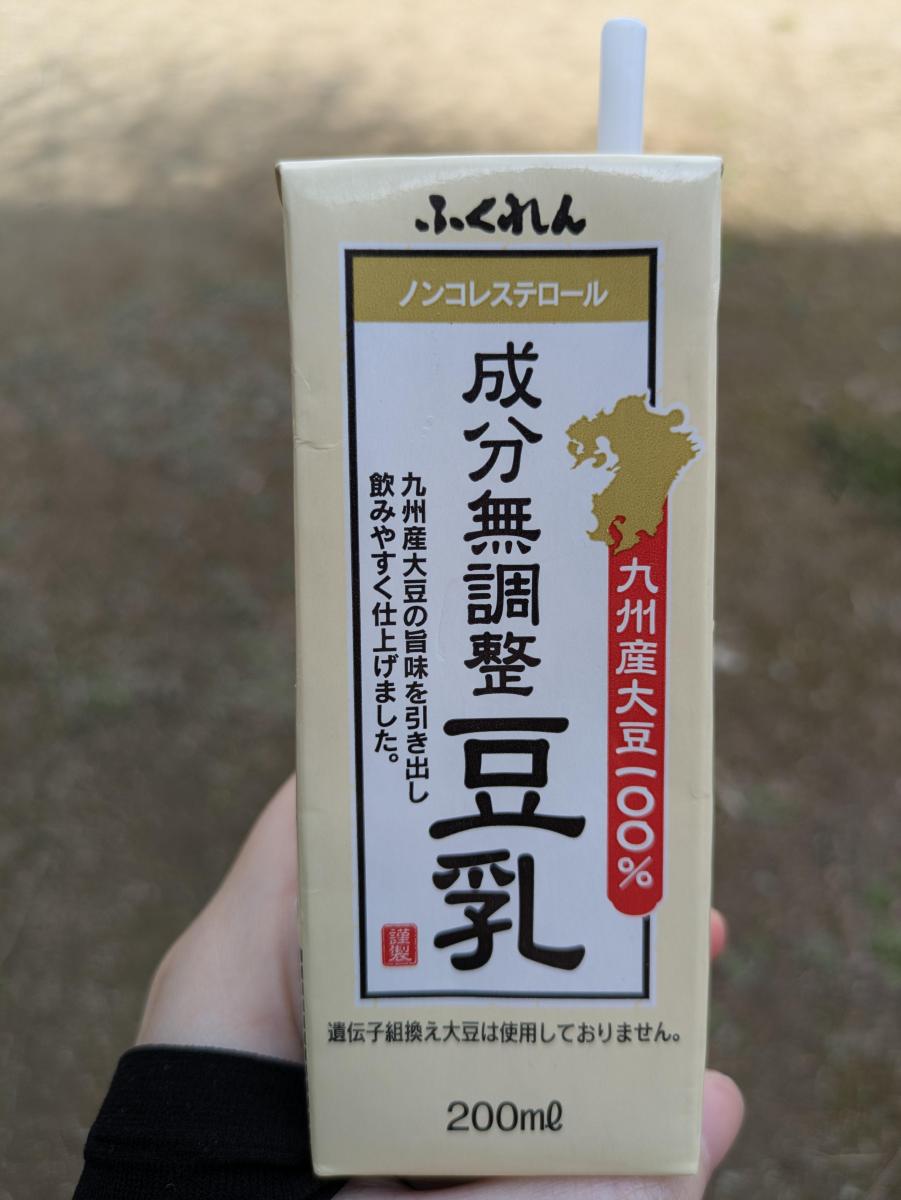 ふくれん
ノンコレステロール
成分無調整
豆乳
九州産大豆一〇〇%
九州産大豆の旨味を引き出し
飲みやすく仕上げました。
謹製
遺伝子組換え大豆は使用しておりません。
200ml